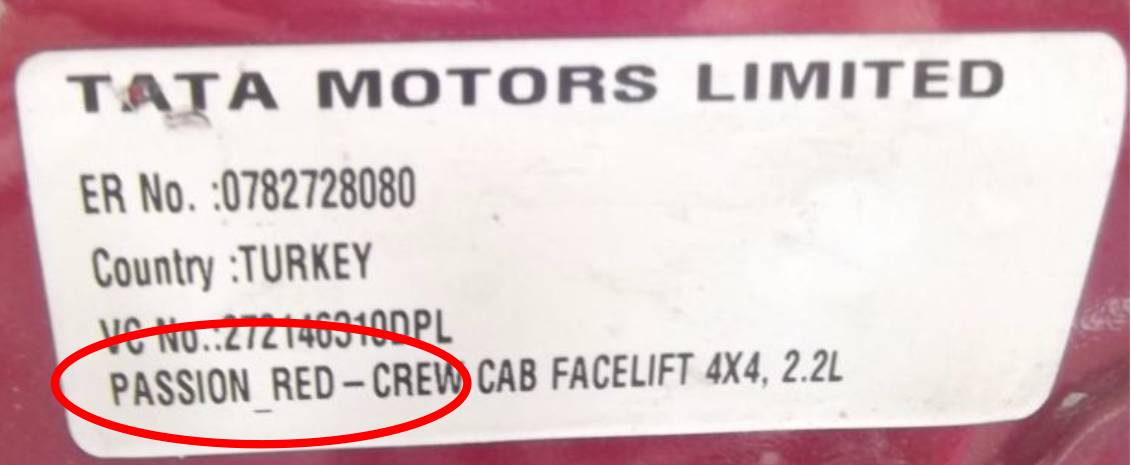 TATA MOTORS LIMITED
ER No. :0782728080
Country :TURKEY
VC No.:272146310DPL
PASSION_RED – CREW CAB FACELIFT 4X4, 2.2L